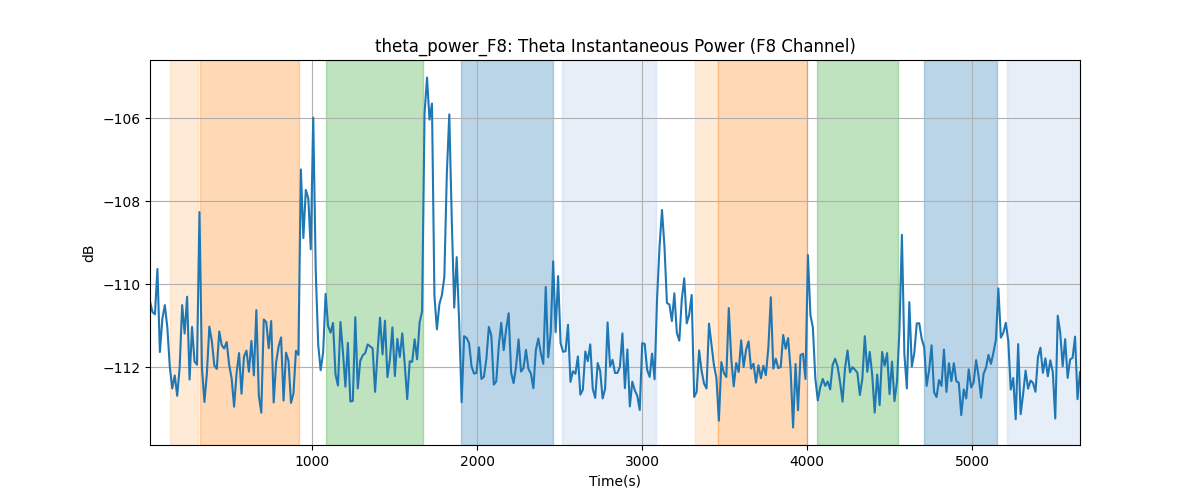 theta_power_F8: Theta Instantaneous Power (F8 Channel)
−106
−108
−110
−112
dB
1000 2000 3000 4000 5000
Time(s)